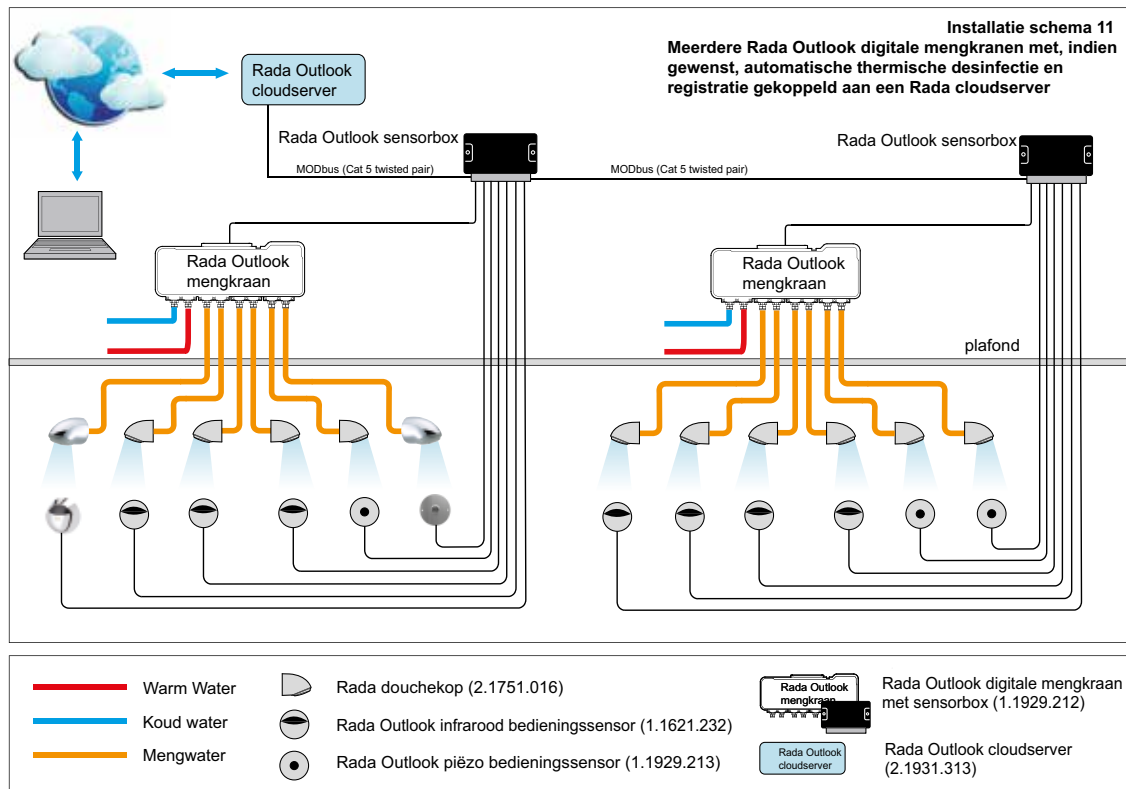 Installatie schema 11
Meerdere Rada Outlook digitale mengkranen met, indien
gewenst, automatische thermische desinfectie en
registratie gekoppeld aan een Rada cloudserver
Rada Outlook
cloudserver
Rada Outlook sensorbox
Rada Outlook sensorbox
MODbus (Cat 5 twisted pair)
MODbus (Cat 5 twisted pair)
Rada Outlook
mengkraan
Rada Outlook
mengkraan
plafond
Warm Water
Koud water
Mengwater
Rada douchekop (2.1751.016)
Rada Outlook infrarood bedieningssensor (1.1621.232)
Rada Outlook piëzo bedieningssensor (1.1929.213)
Rada Outlook
mengkraan
Rada Outlook digitale mengkraan
met sensorbox (1.1929.212)
Rada Outlook
cloudserver
Rada Outlook cloudserver
(2.1931.313)